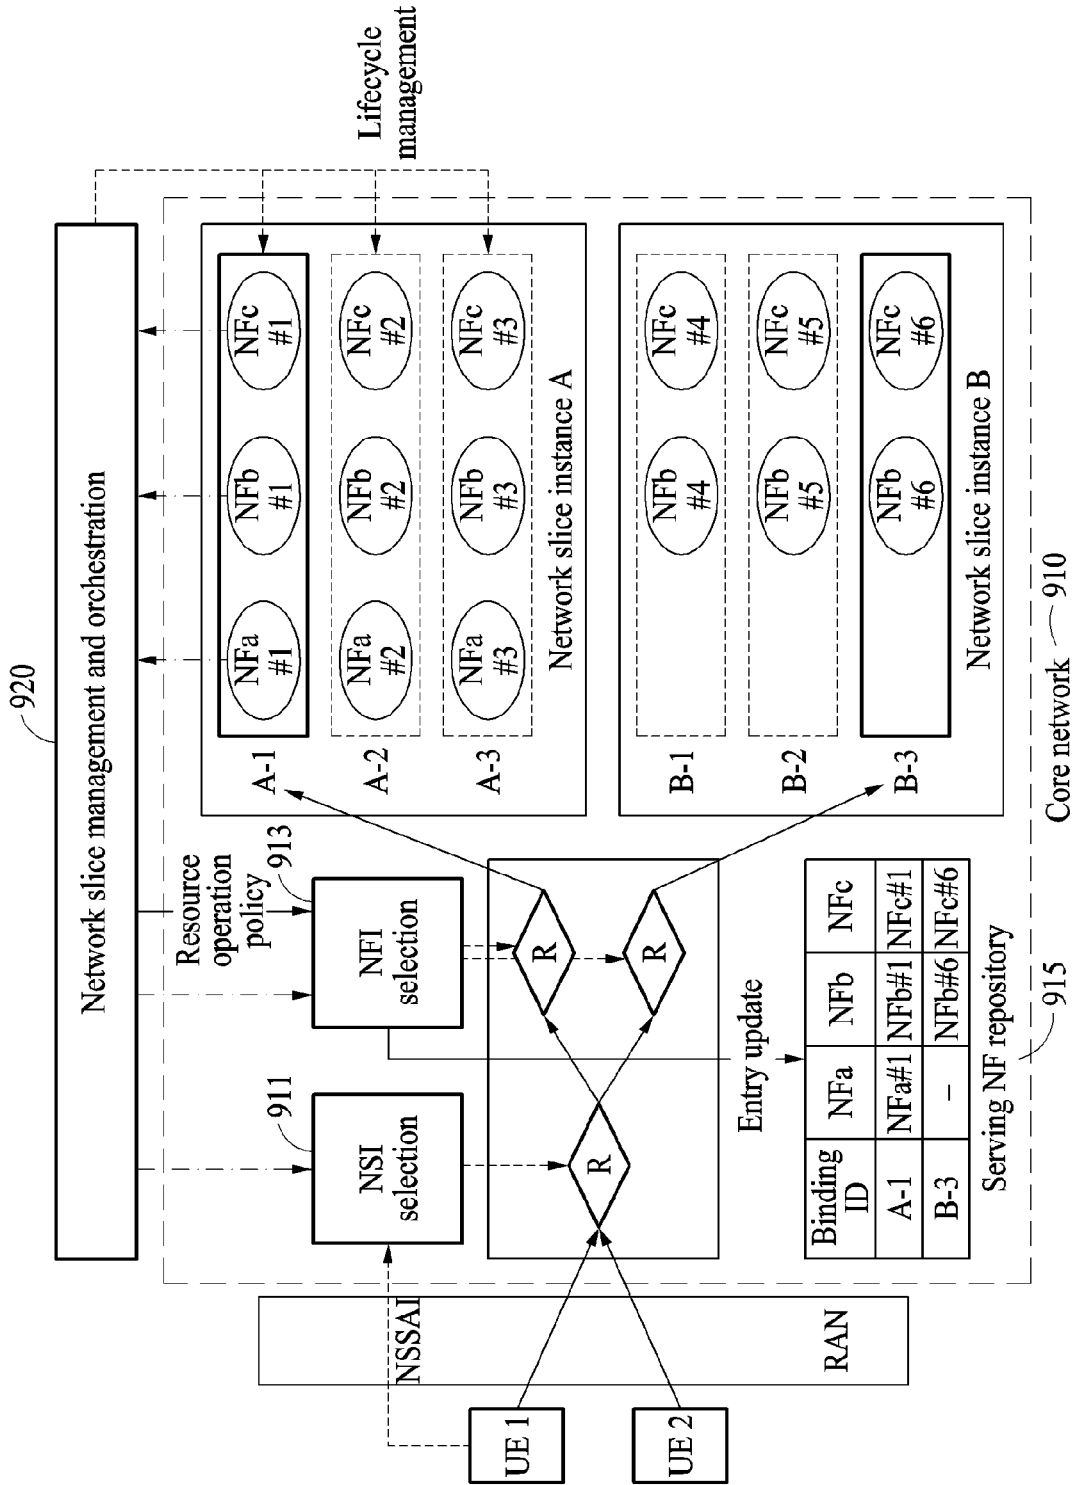 920
Network slice management and orchestration
Lifecycle
management
Resource
operation
policy
911
913
NSI
selection
NFI
selection
NSSAI
RAN
UE 1
UE 2
R
R
R
A-1
NFa
#1
NFb
#1
NFc
#1
A-2
NFa
#2
NFb
#2
NFc
#2
A-3
NFa
#3
NFb
#3
NFc
#3
Network slice instance A
B-1
NFb
#4
NFc
#4
B-2
NFb
#5
NFc
#5
B-3
NFb
#6
NFc
#6
Network slice instance B
Entry update
Binding
ID
NFa
NFb
NFc
A-1
NFa#1
NFb#1
NFc#1
B-3
–
NFb#6
NFc#6
Serving NF repository
915
Core network
910